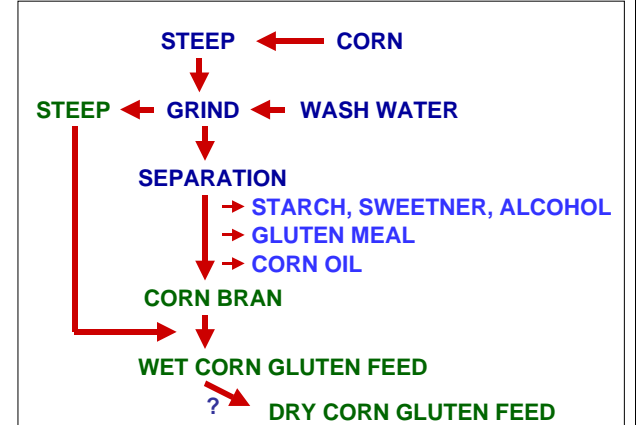 STEEP CORN
STEEP GRIND WASH WATER
SEPARATION
STARCH, SWEETNER, ALCOHOL
GLUTEN MEAL
CORN OIL
CORN BRAN
WET CORN GLUTEN FEED
? DRY CORN GLUTEN FEED